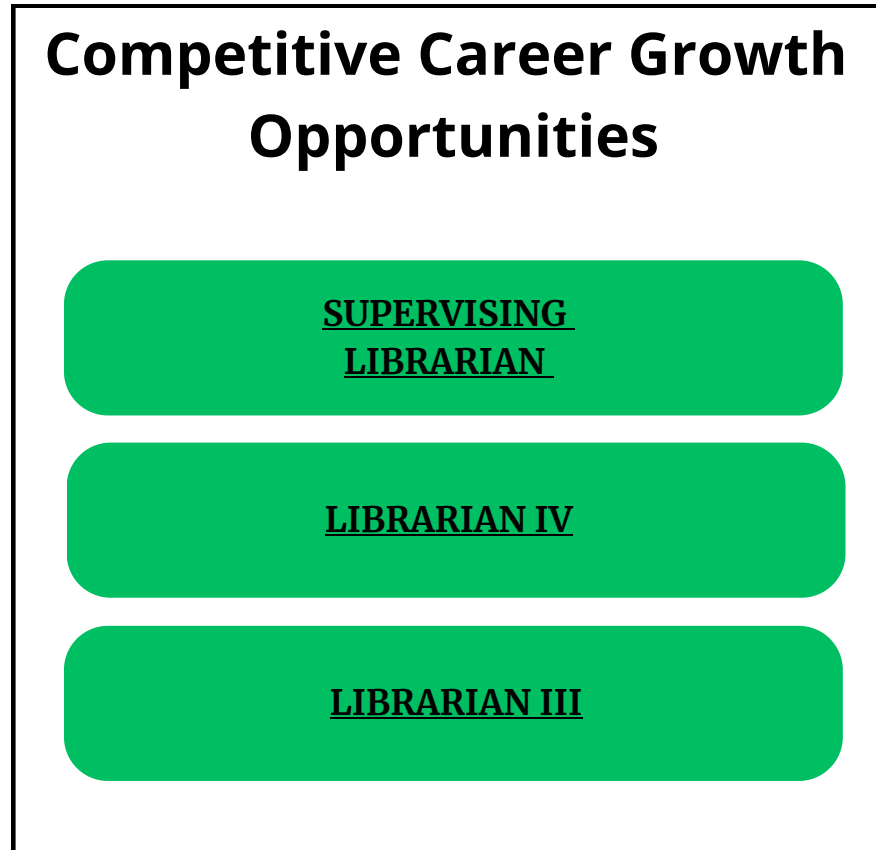 Competitive Career Growth
Opportunities
SUPERVISING
LIBRARIAN
LIBRARIAN IV
LIBRARIAN III